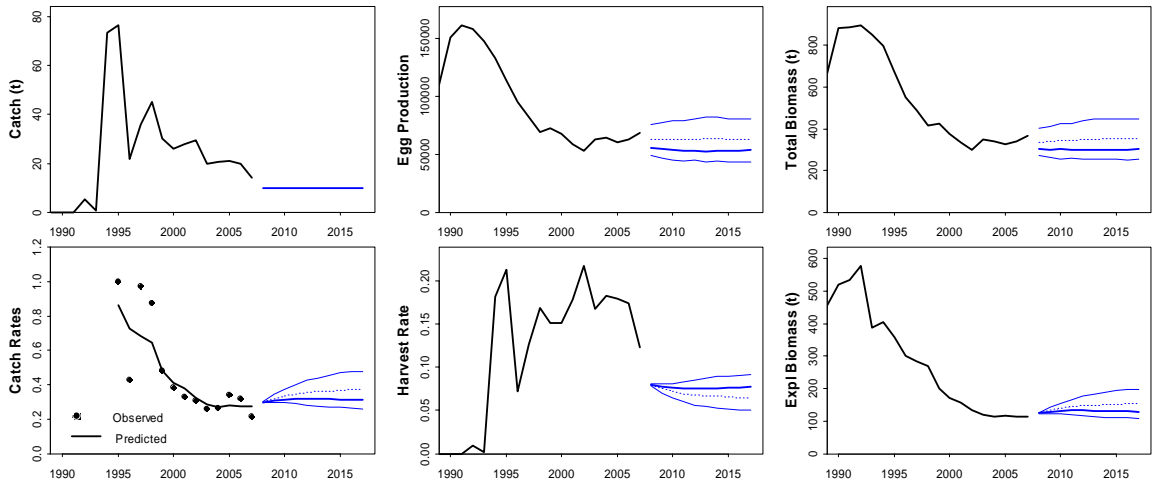 Catch (t)
0 20 40 60 80
1990 1995 2000 2005 2010 2015
Egg Production
0 50000 100000 150000
1990 1995 2000 2005 2010 2015
Total Biomass (t)
0 200 400 600 800
1990 1995 2000 2005 2010 2015
Catch Rates
0.0 0.2 0.4 0.6 0.8 1.0 1.2
Observed
Predicted
1990 1995 2000 2005 2010 2015
Harvest Rate
0.00 0.05 0.10 0.15 0.20
1990 1995 2000 2005 2010 2015
Expl Biomass (t)
0 100 200 300 400 500 600
1990 1995 2000 2005 2010 2015